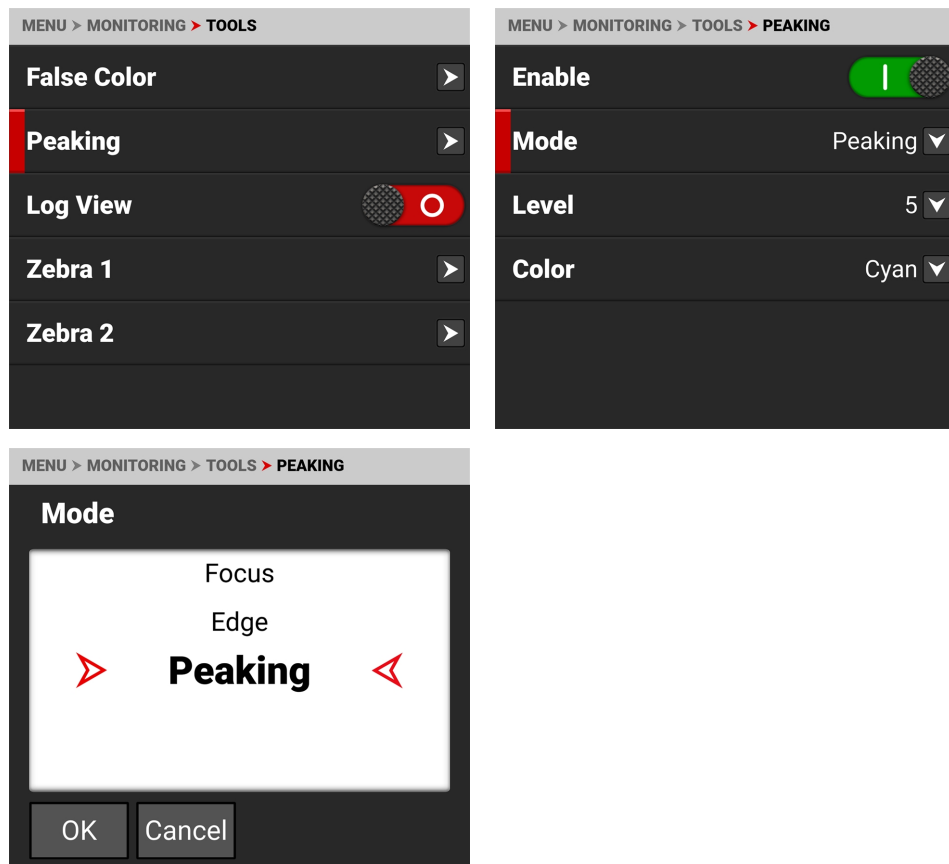 MENU > MONITORING > TOOLS
False Color
Peaking
Log View
Zebra 1
Zebra 2
MENU > MONITORING > TOOLS > PEAKING
Enable
Mode Peaking
Level 5
Color Cyan
MENU > MONITORING > TOOLS > PEAKING
Mode
Focus
Edge
Peaking
OK Cancel